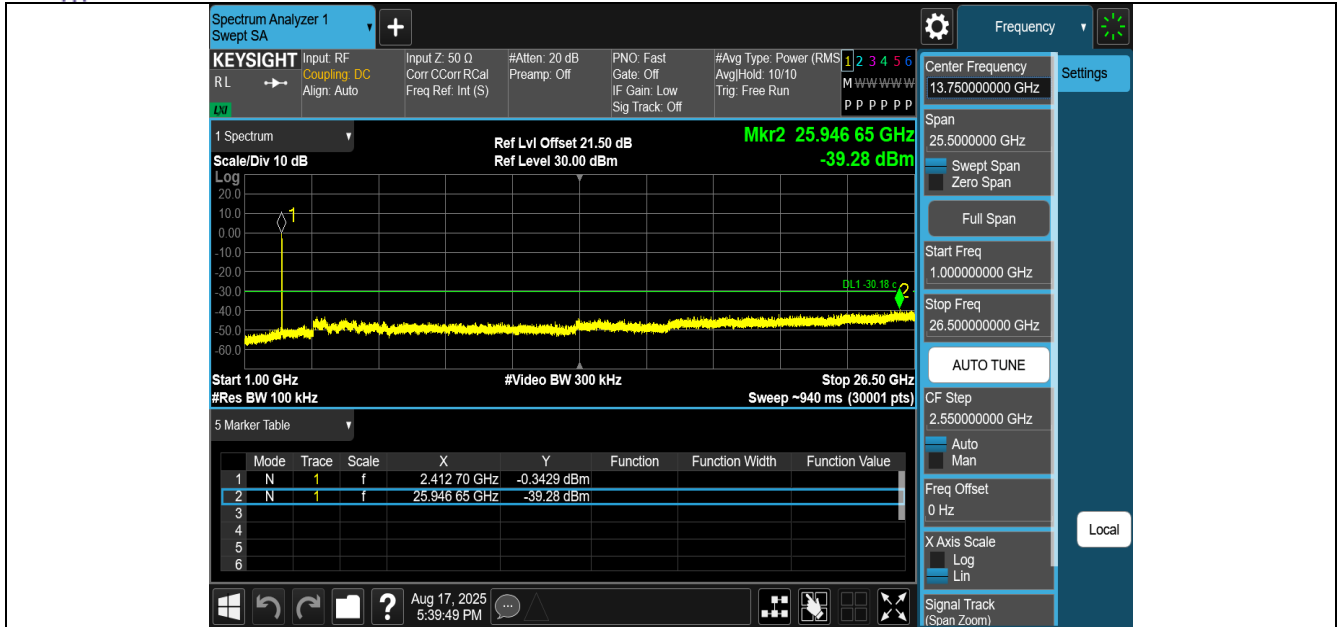 Spectrum Analyzer 1
Swept SA
+
Frequency
KEYSIGHT
RL
LXI
Input: RF
Coupling: DC
Align: Auto
Input Z: 50 Ω
Corr CCorr RCal
Freq Ref: Int (S)
#Atten: 20 dB
Preamp: Off
PNO: Fast
Gate: Off
IF Gain: Low
Sig Track: Off
#Avg Type: Power (RMS
Avg|Hold: 10/10
Trig: Free Run
1 2 3 4 5 6
M W W W W W
P P P P P P
1 Spectrum
Scale/Div 10 dB
Ref Lvl Offset 21.50 dB
Ref Level 30.00 dBm
Mkr2 25.946 65 GHz
-39.28 dBm
Log
20.0
10.0
0.00
-10.0
-20.0
-30.0
-40.0
-50.0
-60.0
1
DL1 -30.18 c
2
Start 1.00 GHz
#Res BW 100 kHz
#Video BW 300 kHz
Stop 26.50 GHz
Sweep ~940 ms (30001 pts)
5 Marker Table
Mode Trace Scale X Y Function Function Width Function Value
1 N 1 f 2.412 70 GHz -0.3429 dBm
2 N 1 f 25.946 65 GHz -39.28 dBm
3
4
5
6
Aug 17, 2025
5:39:49 PM
?
Center Frequency
13.750000000 GHz
Settings
Span
25.5000000 GHz
Swept Span
Zero Span
Full Span
Start Freq
1.000000000 GHz
Stop Freq
26.500000000 GHz
AUTO TUNE
CF Step
2.550000000 GHz
Auto
Man
Freq Offset
0 Hz
X Axis Scale
Log
Lin
Local
Signal Track
(Span Zoom)